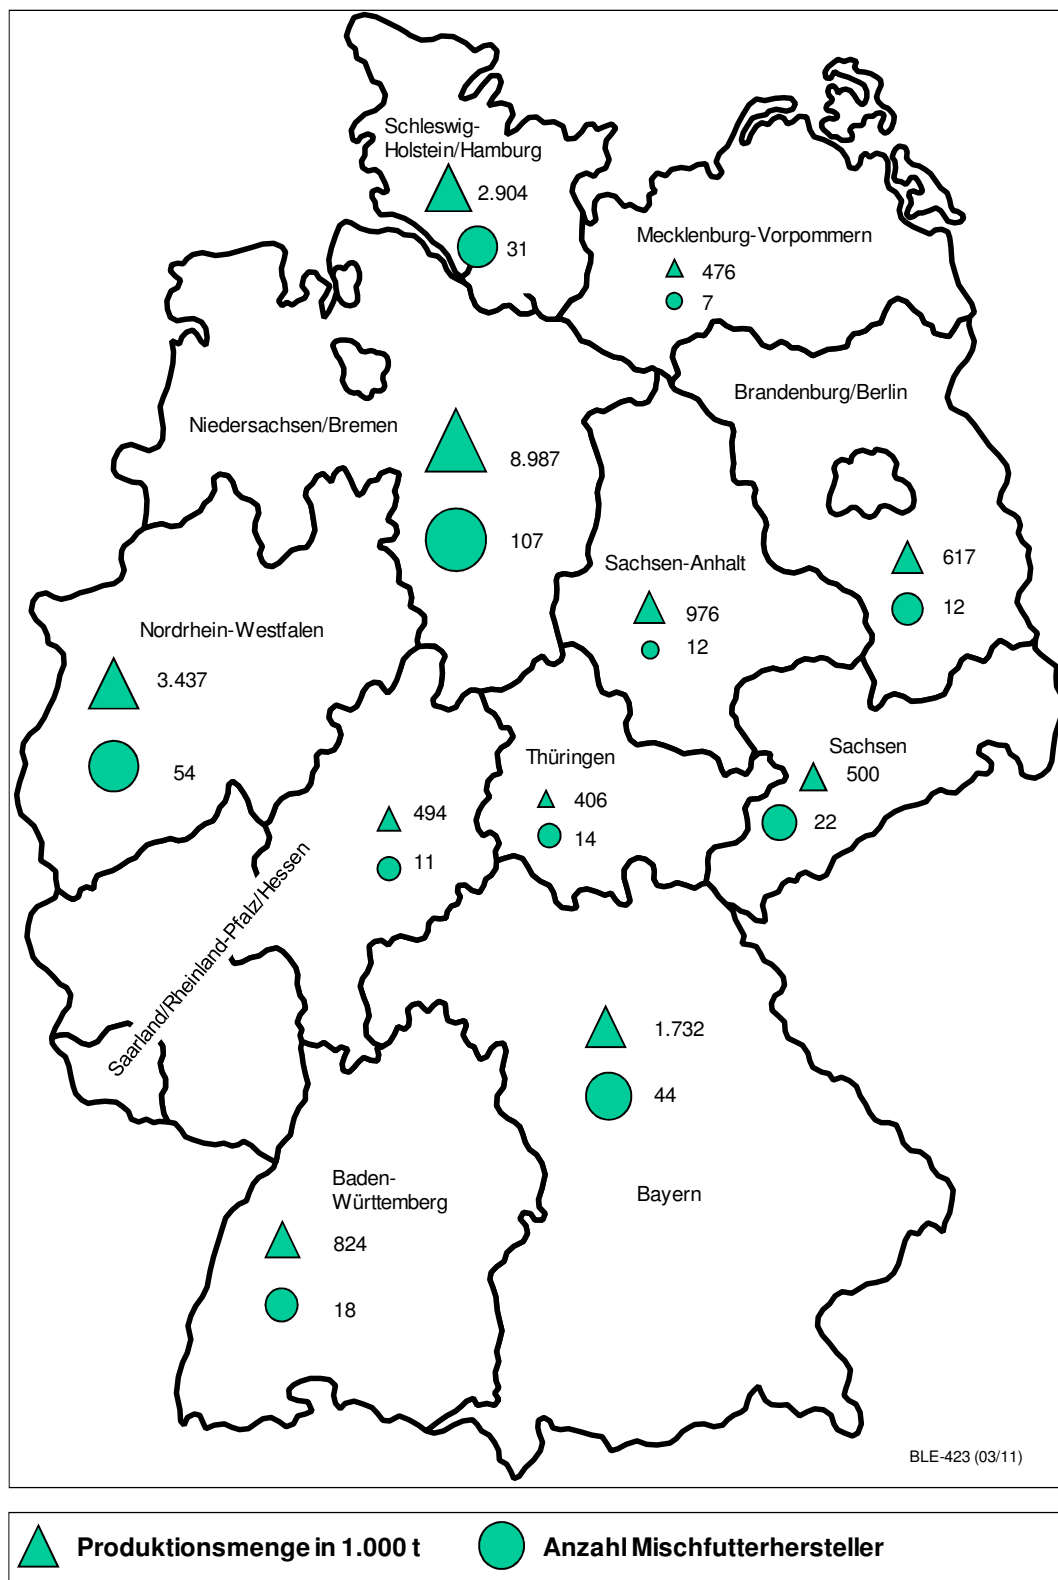 Schleswig-
Holstein/Hamburg
2.904
31
Mecklenburg-Vorpommern
476
7
Brandenburg/Berlin
617
12
Niedersachsen/Bremen
8.987
107
Sachsen-Anhalt
976
12
Nordrhein-Westfalen
3.437
54
Sachsen
500
22
Thüringen
406
14
494
11
Saarland/Rheinland-Pfalz/Hessen
1.732
44
Bayern
Baden-
Württemberg
824
18
BLE-423 (03/11)
Produktionsmenge in 1.000 t
Anzahl Mischfutterhersteller